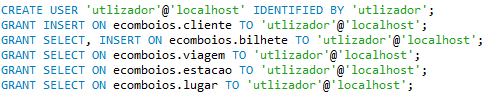 CREATE USER 'utlizador'@'localhost' IDENTIFIED BY 'utlizador';
GRANT INSERT ON ecomboios.cliente TO 'utlizador'@'localhost';
GRANT SELECT, INSERT ON ecomboios.bilhete TO 'utlizador'@'localhost';
GRANT SELECT ON ecomboios.viagem TO 'utlizador'@'localhost';
GRANT SELECT ON ecomboios.estacao TO 'utlizador'@'localhost';
GRANT SELECT ON ecomboios.lugar TO 'utlizador'@'localhost';